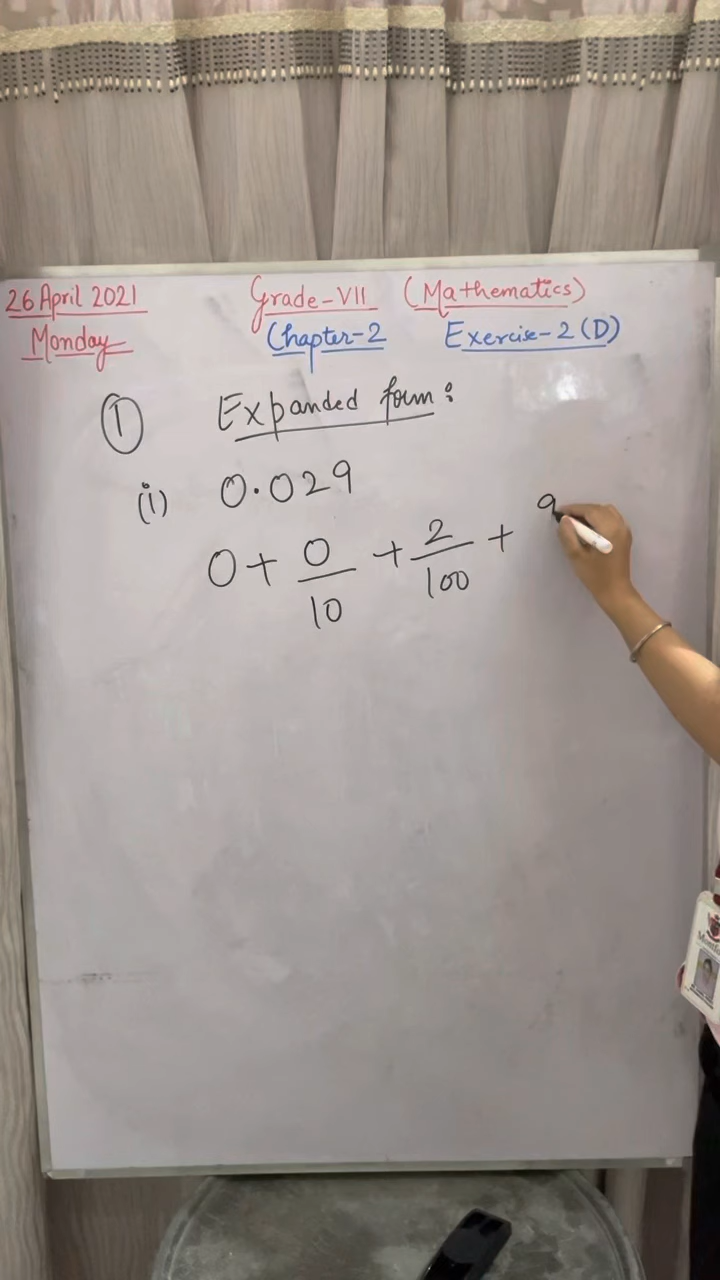 26 April 2021 Grade-VII (Mathematics)
Monday Chapter-2 Exercise-2(D)
① Expanded form:
(i) 0.029
0 + 0/10 + 2/100 + 9